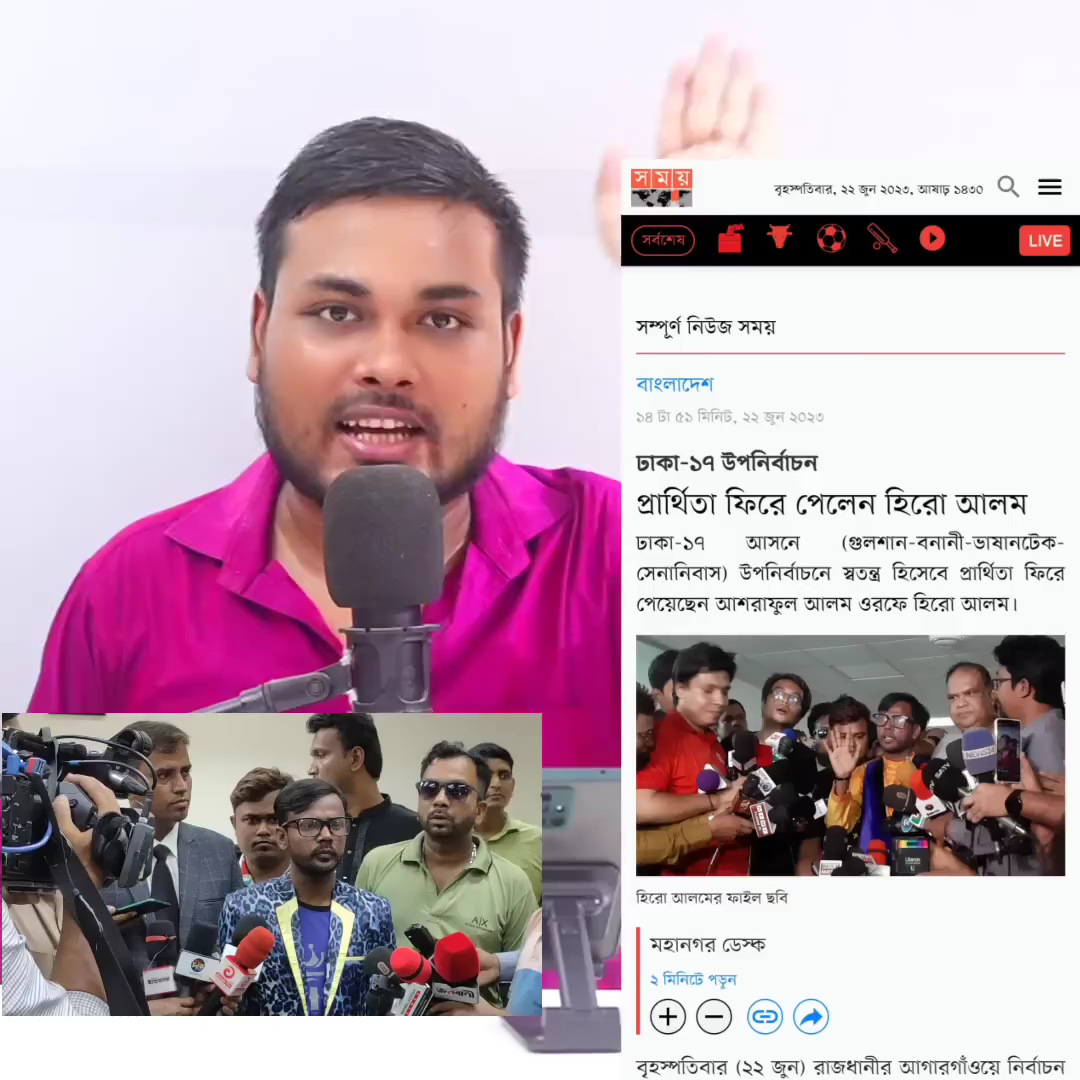 সময়
বৃহস্পতিবার, ২২ জুন ২০২৩, আষাঢ় ১৪৩০
সর্বশেষ
LIVE
সম্পূর্ণ নিউজ সময়
বাংলাদেশ
১৪ টা ৫১ মিনিট, ২২ জুন ২০২৩
ঢাকা-১৭ উপনির্বাচন
প্রার্থিতা ফিরে পেলেন হিরো আলম
ঢাকা-১৭ আসনে (গুলশান-বনানী-ভাষানটেক-
সেনানিবাস) উপনির্বাচনে স্বতন্ত্র হিসেবে প্রার্থিতা ফিরে
পেয়েছেন আশরাফুল আলম ওরফে হিরো আলম।
হিরো আলমের ফাইল ছবি
মহানগর ডেস্ক
২ মিনিটে পড়ুন
বৃহস্পতিবার (২২ জুন) রাজধানীর আগারগাঁওয়ে নির্বাচন
A|X